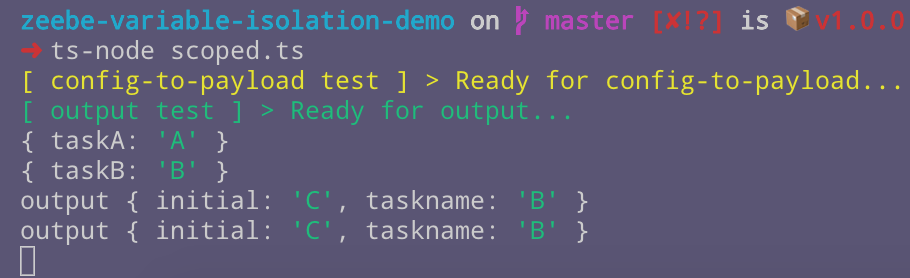 zeebe-variable-isolation-demo on master [✘!?] is 📦v1.0.0
➜ ts-node scoped.ts
[ config-to-payload test ] > Ready for config-to-payload...
[ output test ] > Ready for output...
{ taskA: 'A' }
{ taskB: 'B' }
output { initial: 'C', taskname: 'B' }
output { initial: 'C', taskname: 'B' }